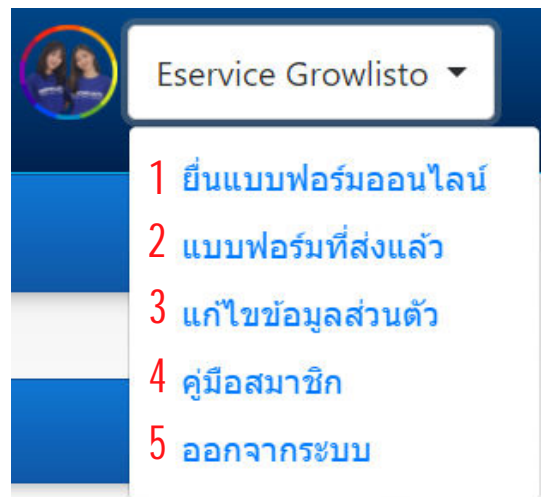 Eservice Growlisto
1 ยื่นแบบฟอร์มออนไลน์
2 แบบฟอร์มที่ส่งแล้ว
3 แก้ไขข้อมูลส่วนตัว
4 คู่มือสมาชิก
5 ออกจากระบบ